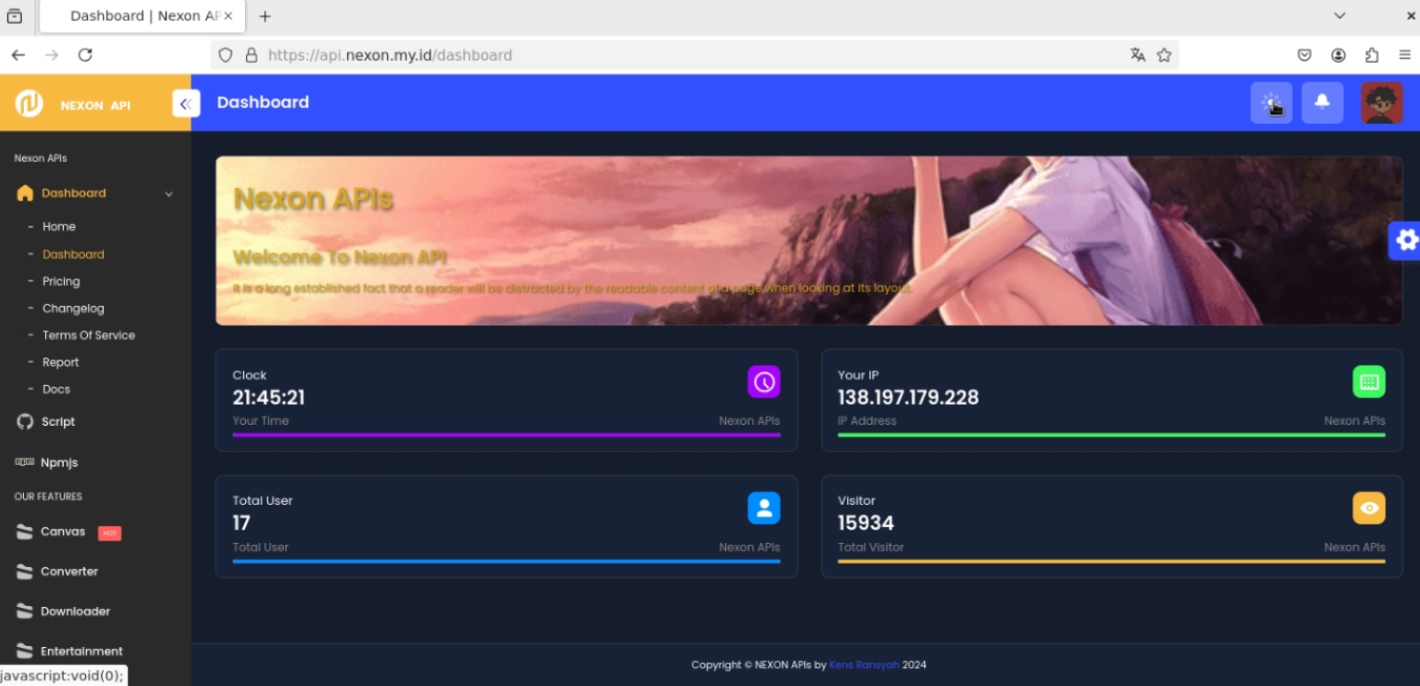 Dashboard | Nexon AP
https://api.nexon.my.id/dashboard
NEXON API
Dashboard
Nexon APIs
Dashboard
- Home
- Dashboard
- Pricing
- Changelog
- Terms Of Service
- Report
- Docs
Script
Npmjs
OUR FEATURES
Canvas HOT
Converter
Downloader
Entertainment
javascript:void(0);
Nexon APIs
Welcome To Nexon API
It is a long established fact that a reader will be distracted by the readable content of a page when looking at its layout.
Clock
21:45:21
Your Time Nexon APIs
Your IP
138.197.179.228
IP Address Nexon APIs
Total User
17
Total User Nexon APIs
Visitor
15934
Total Visitor Nexon APIs
Copyright © NEXON APIs by Kens Ransyah 2024